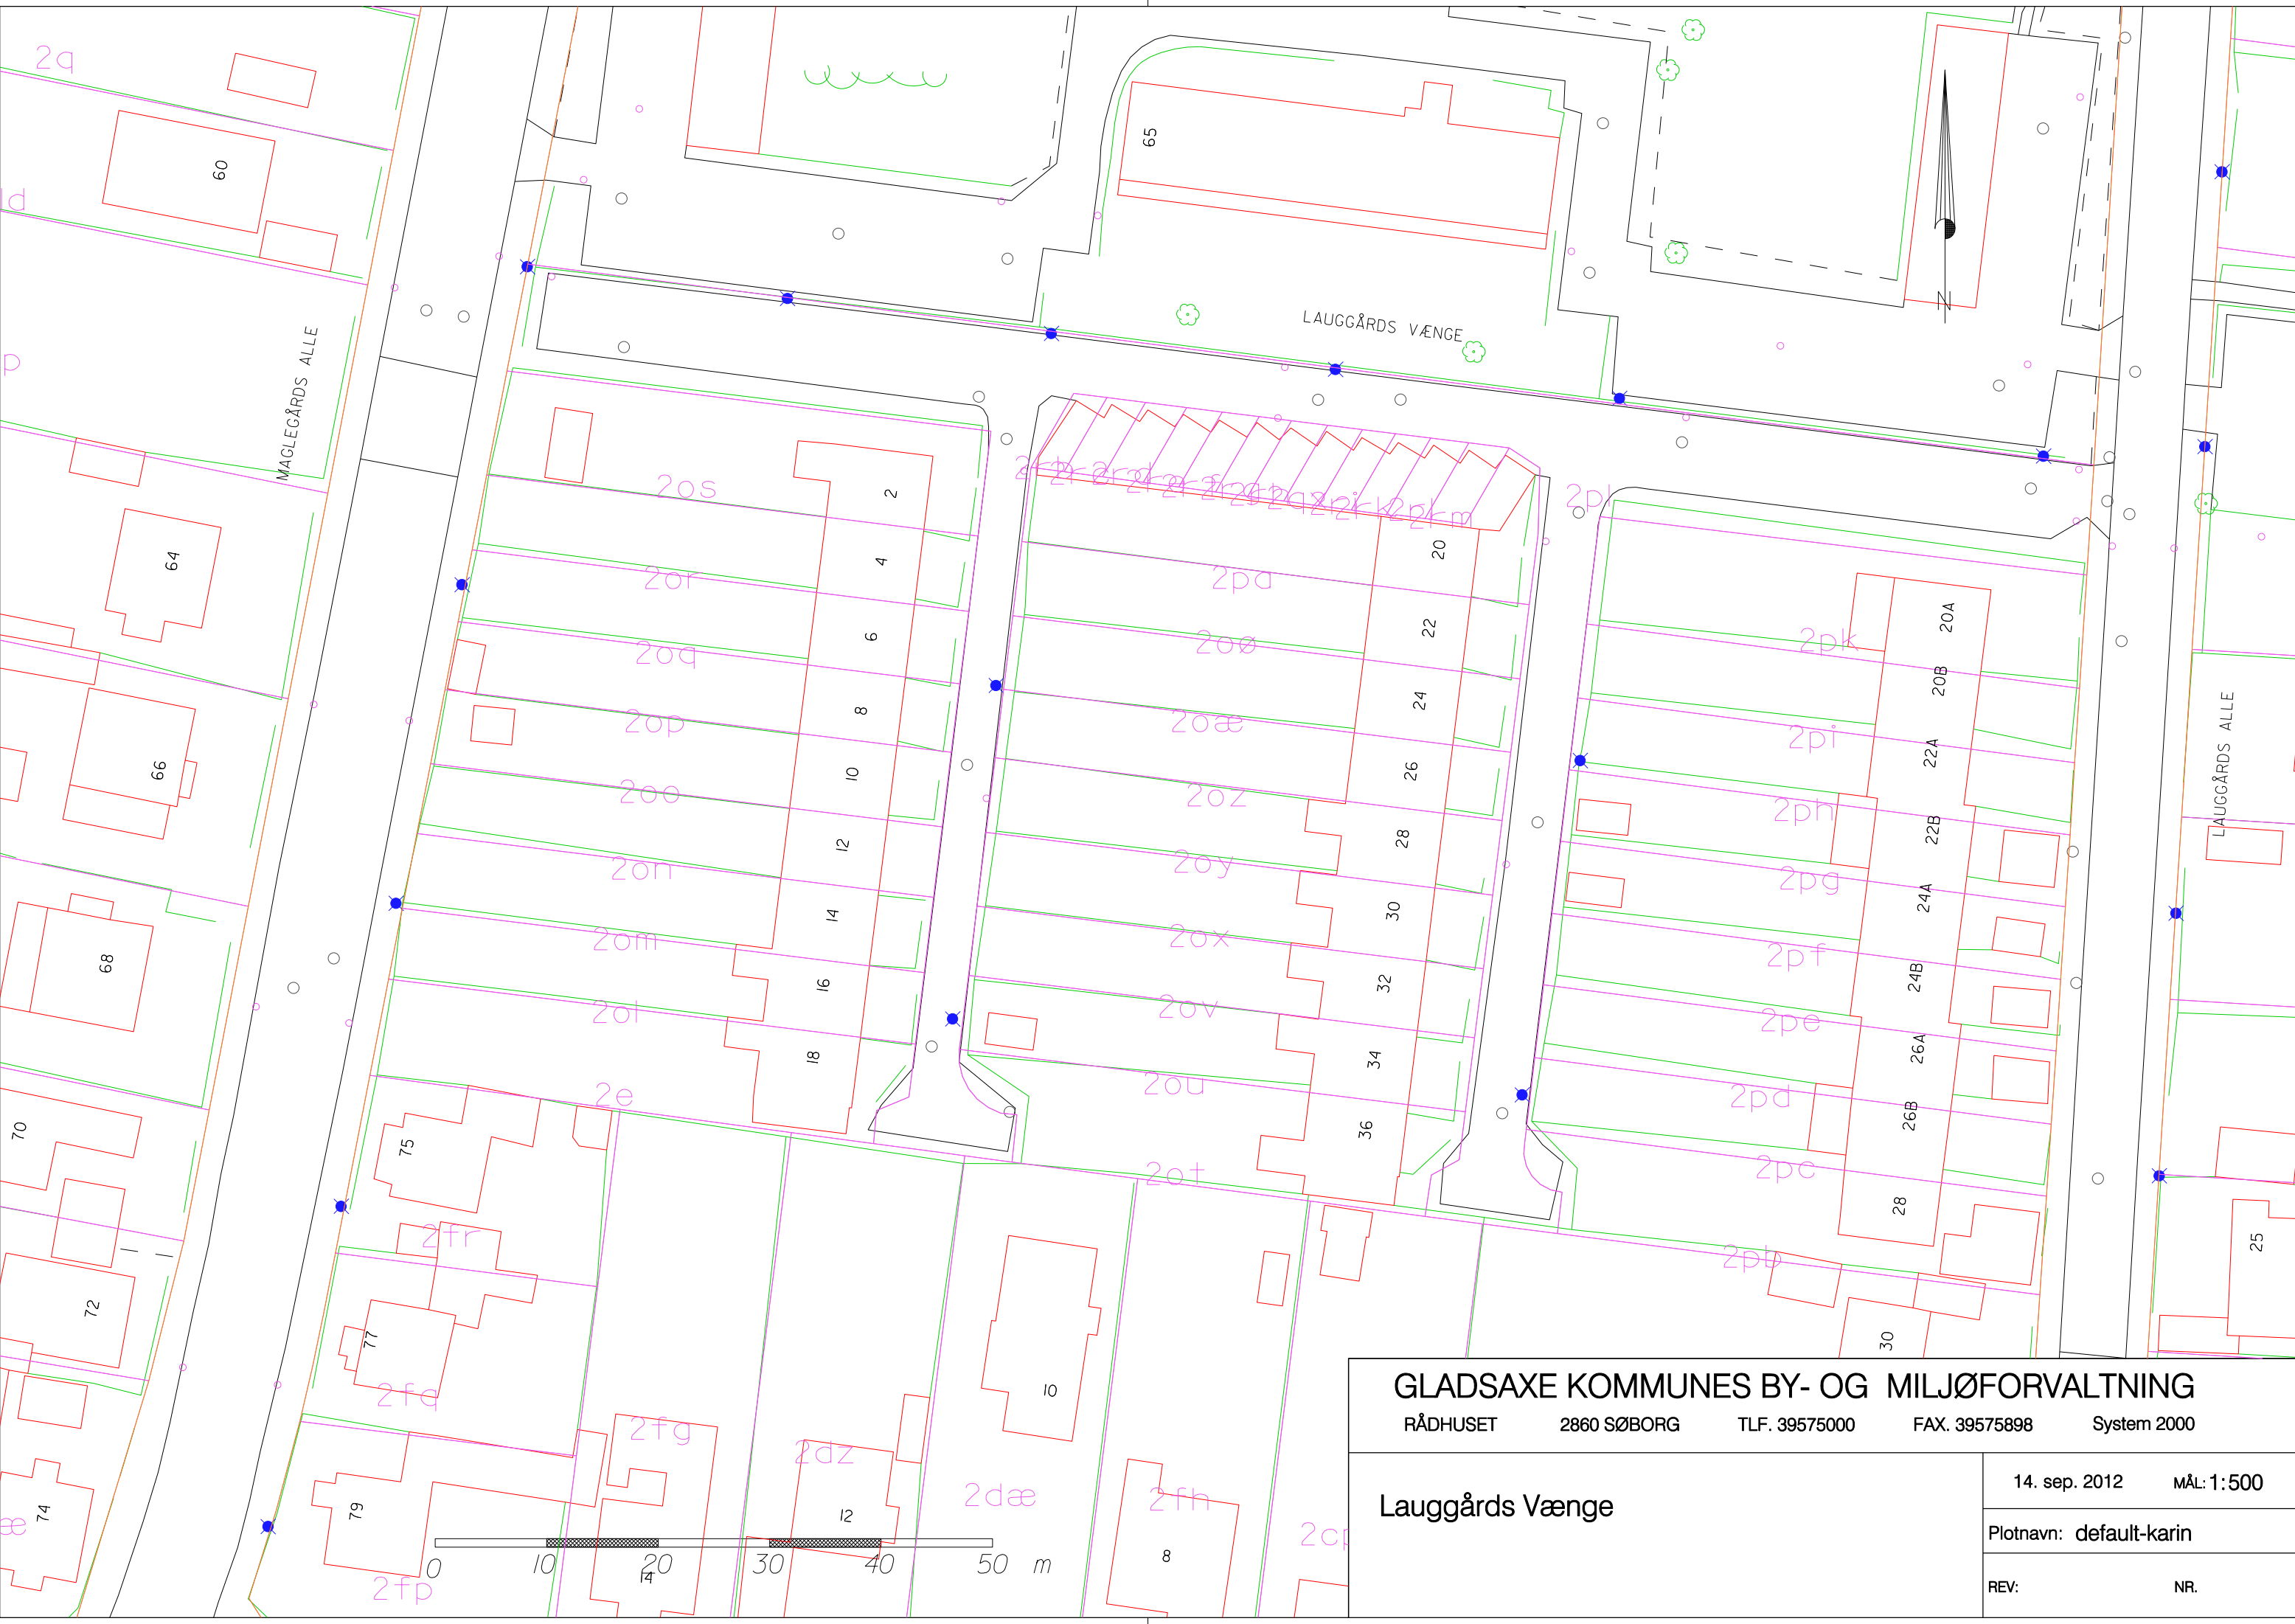 2q
60
65
LAUGGÅRDS VÆNGE
N
MAGLEGÅRDS ALLE
2os
2
64
2or
4
2pa
20
2oq
6
2oø
22
2pk
20A
66
2op
8
2oæ
24
2pi
20B
2oo
10
2oz
26
2ph
22A
LAUGGÅRDS ALLE
2on
12
2oy
28
2pg
22B
68
2om
14
2ox
30
2pf
24A
2ol
16
2ov
32
2pe
24B
18
2ou
34
2pd
26A
70
75
2e
36
26B
2ot
2pc
28
2fr
2pb
25
72
77
30
2fq
10
74
79
2fg
2dz
12
2dæ
2fh
8
2fp
14
0 10 20 30 40 50 m
GLADSAXE KOMMUNES BY- OG MILJØFORVALTNING
RÅDHUSET 2860 SØBORG TLF. 39575000 FAX. 39575898 System 2000
Lauggårds Vænge
14. sep. 2012 MÅL: 1:500
Plotnavn: default-karin
REV: NR.